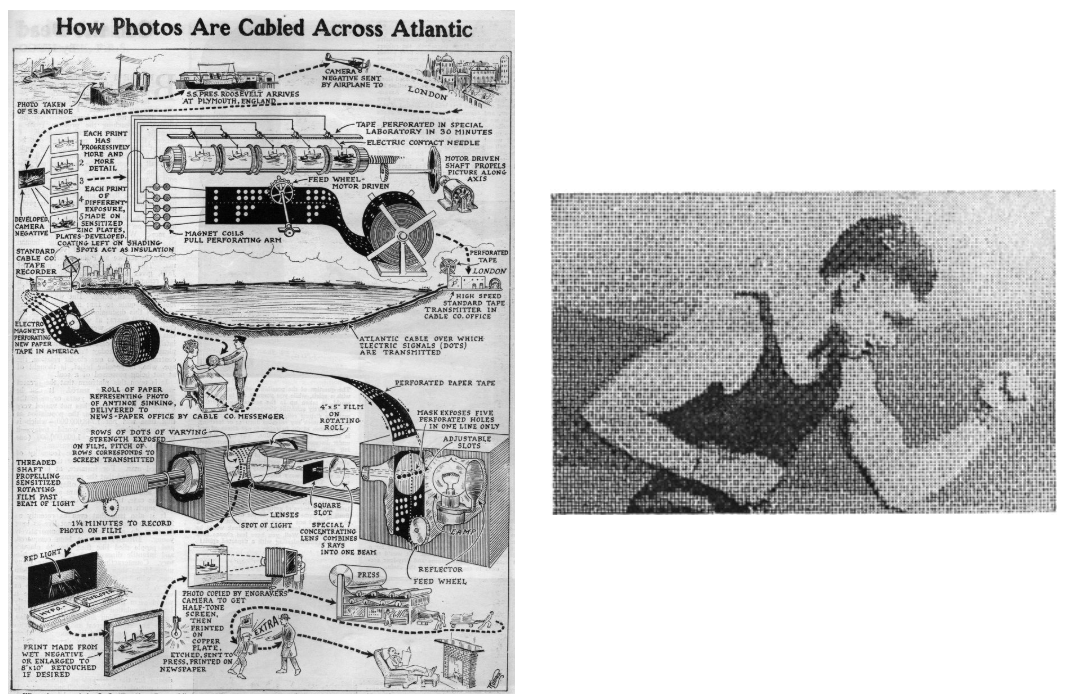 How Photos Are Cabled Across Atlantic
PHOTO TAKEN
OF S.S. ANTINOE
S.S. PRES. ROOSEVELT ARRIVES
AT PLYMOUTH, ENGLAND
CAMERA
NEGATIVE SENT
BY AIRPLANE TO
LONDON
EACH PRINT
HAS
PROGRESSIVELY
MORE AND
MORE
DETAIL
1
2
3
4
5
EACH PRINT
OF
DIFFERENT
EXPOSURE,
MADE ON
SENSITIZED
ZINC PLATES,
PLATES DEVELOPED.
COATING LEFT ON SHADING
SPOTS ACT AS INSULATION
DEVELOPED
CAMERA
NEGATIVE
TAPE PERFORATED IN SPECIAL
LABORATORY IN 30 MINUTES
ELECTRIC CONTACT NEEDLE
MOTOR DRIVEN
SHAFT PROPELS
PICTURE ALONG
AXIS
FEED WHEEL-
MOTOR DRIVEN
MAGNET COILS
PULL PERFORATING ARM
STANDARD
CABLE CO.
TAPE
RECORDER
PERFORATED
TAPE
LONDON
HIGH SPEED
STANDARD TAPE
TRANSMITTER IN
CABLE CO. OFFICE
ELECTRO
MAGNETS
PERFORATING
NEW PAPER
TAPE IN AMERICA
ATLANTIC CABLE OVER WHICH
ELECTRIC SIGNALS (DOTS)
ARE TRANSMITTED
ROLL OF PAPER
REPRESENTING PHOTO
OF ANTINOE SINKING,
DELIVERED TO
NEWS-PAPER OFFICE BY CABLE CO. MESSENGER
PERFORATED PAPER TAPE
4"x5" FILM
ON
ROTATING
ROLL
MASK EXPOSES FIVE
PERFORATED HOLES
IN ONE LINE ONLY
ADJUSTABLE
SLOTS
ROWS OF DOTS OF VARYING
STRENGTH EXPOSED
ON FILM, PITCH OF
ROWS CORRESPONDS TO
SCREEN TRANSMITTED
THREADED
SHAFT
PROPELLING
SENSITIZED
ROTATING
FILM PAST
BEAM OF LIGHT
1¼ MINUTES TO RECORD
PHOTO ON FILM
LENSES
SPOT OF LIGHT
SQUARE
SLOT
SPECIAL
CONCENTRATING
LENS COMBINES
5 RAYS
INTO ONE BEAM
LAMP
REFLECTOR
FEED WHEEL
RED LIGHT
HYPO.
DEVELOPER
PHOTO COPIED BY ENGRAVERS
CAMERA TO GET
HALF-TONE
SCREEN,
THEN
PRINTED
ON
COPPER
PLATE,
ETCHED, SENT TO
PRESS, PRINTED ON
NEWSPAPER
PRESS
EXTRA
PRINT MADE FROM
WET NEGATIVE
OR ENLARGED TO
8"x10" RETOUCHED
IF DESIRED